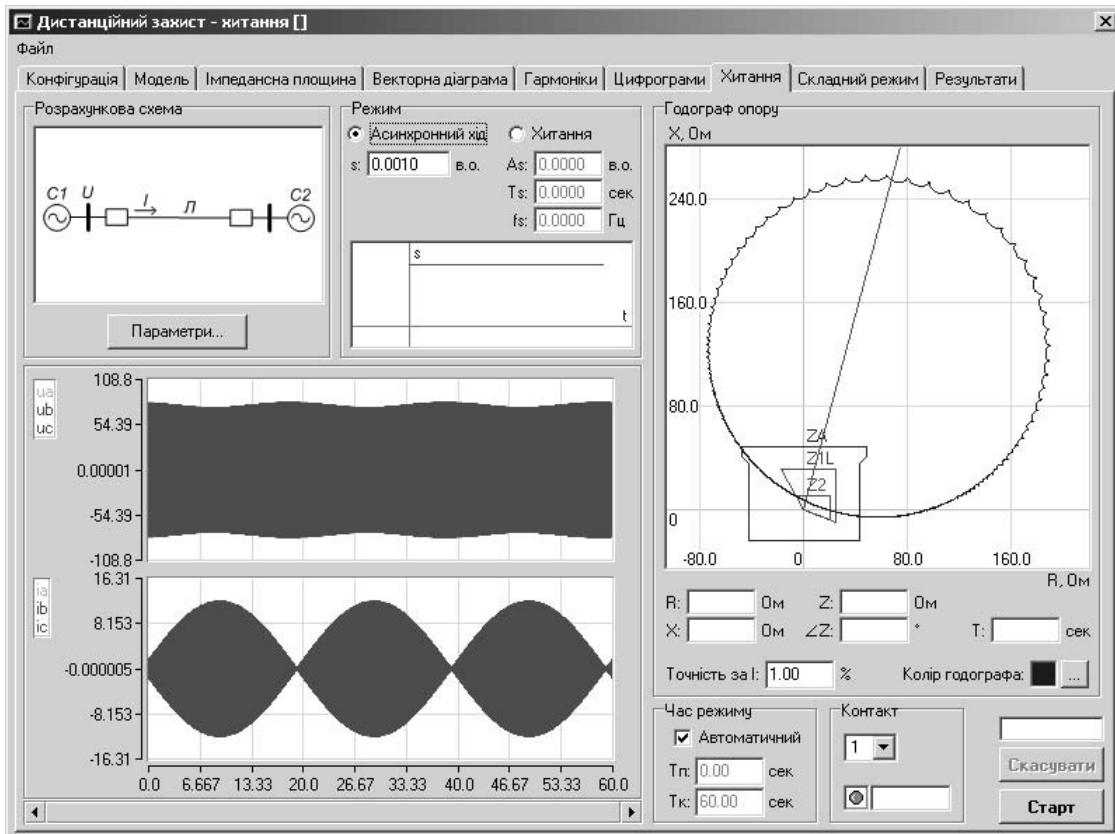 Дистанційний захист - хитання []
Файл
Конфігурація Модель Імпедансна площина Векторна діаграма Гармоніки Цифрограми Хитання Складний режим Результати
Розрахункова схема
C1 U I Л C2
Параметри...
Режим
Асинхронний хід Хитання
s: 0.0010 в.о. As: 0.0000 в.о.
Ts: 0.0000 сек
fs: 0.0000 Гц
s
t
Годограф опору
X, Ом
240.0
160.0
80.0
ZA
Z1L
Z2
0
-80.0 0 80.0 160.0
R, Ом
R: Ом Z: Ом
X: Ом ∠Z: ° T: сек
Точність за I: 1.00 % Колір годографа: ...
ua
ub
uc
108.8
54.39
0.00001
-54.39
-108.8
ia
ib
ic
16.31
8.153
-0.000005
-8.153
-16.31
0.0 6.667 13.33 20.0 26.67 33.33 40.0 46.67 53.33 60.0
Час режиму
Автоматичний
Tп: 0.00 сек
Tк: 60.00 сек
Контакт
1
Скасувати
Старт